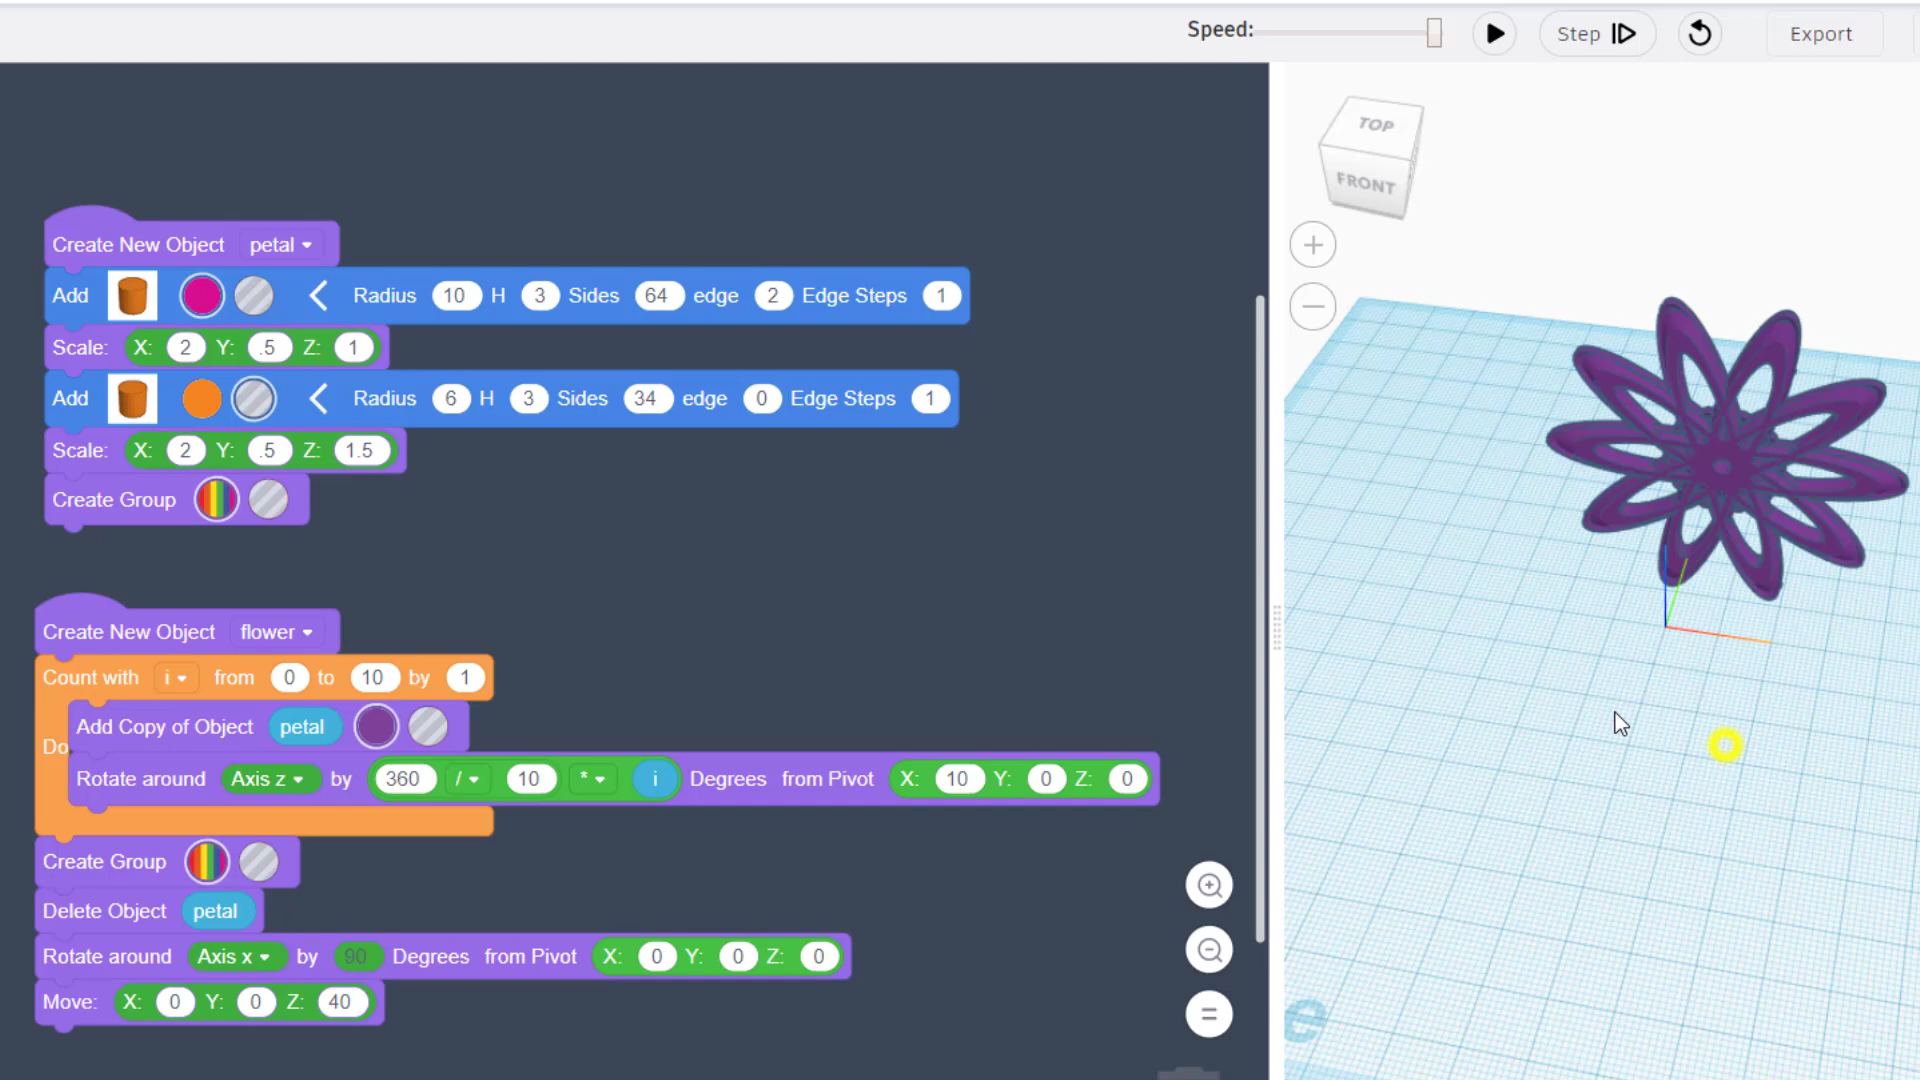 Speed: Step Export
TOP
FRONT
Create New Object petal
Add Radius 10 H 3 Sides 64 edge 2 Edge Steps 1
Scale: X: 2 Y: .5 Z: 1
Add Radius 6 H 3 Sides 34 edge 0 Edge Steps 1
Scale: X: 2 Y: .5 Z: 1.5
Create Group
Create New Object flower
Count with i from 0 to 10 by 1
Do
Add Copy of Object petal
Rotate around Axis z by 360 / 10 * i Degrees from Pivot X: 10 Y: 0 Z: 0
Create Group
Delete Object petal
Rotate around Axis x by 90 Degrees from Pivot X: 0 Y: 0 Z: 0
Move: X: 0 Y: 0 Z: 40
e